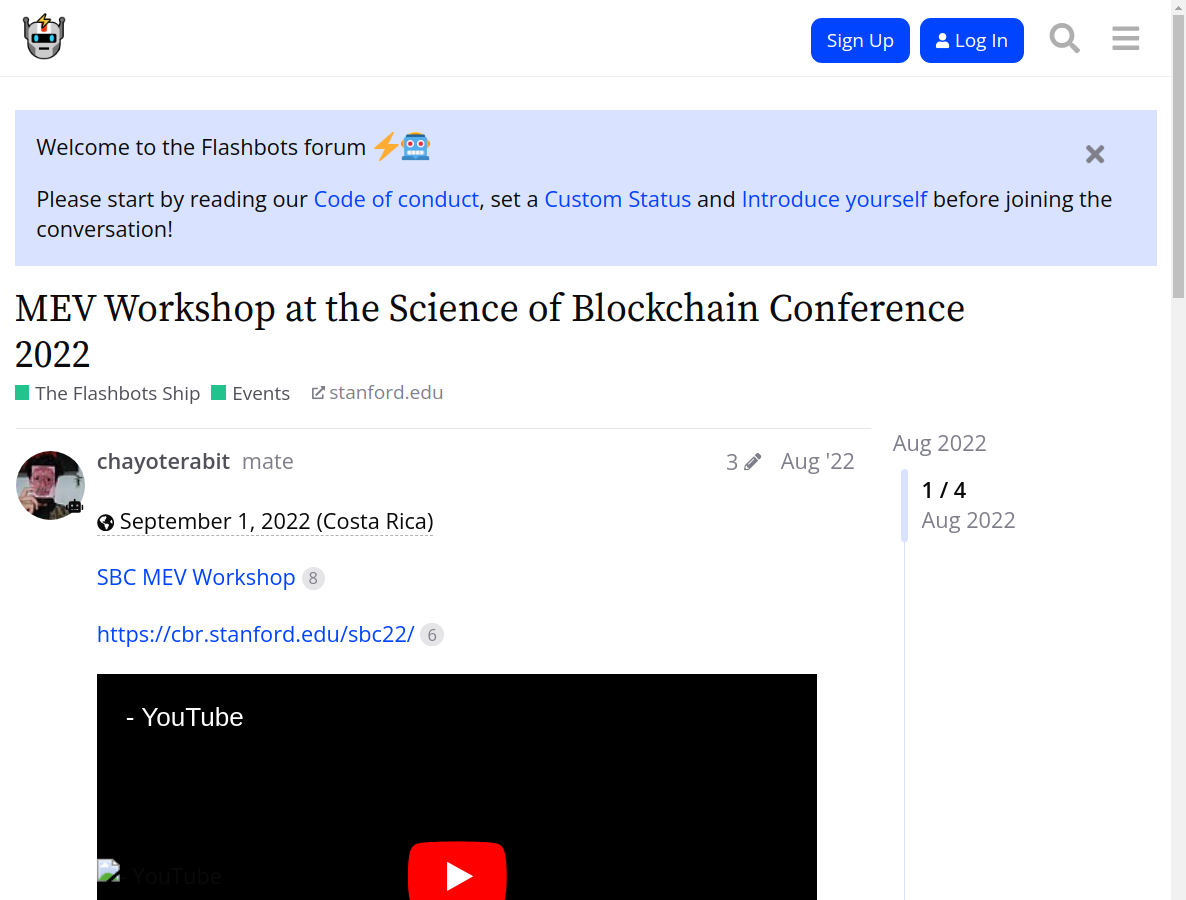 Sign Up
Log In
Welcome to the Flashbots forum
Please start by reading our Code of conduct, set a Custom Status and Introduce yourself before joining the
conversation!
MEV Workshop at the Science of Blockchain Conference
2022
The Flashbots Ship
Events
stanford.edu
chayoterabit mate
3
Aug '22
Aug 2022
1 / 4
Aug 2022
September 1, 2022 (Costa Rica)
SBC MEV Workshop 8
https://cbr.stanford.edu/sbc22/ 6
- YouTube
YouTube